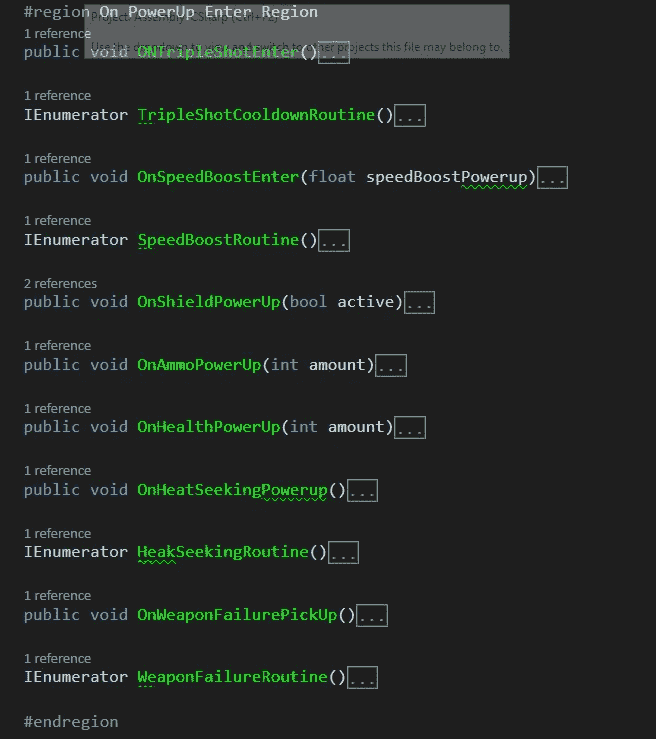 #region On PowerUp Enter Region
Project: Assembly-CSharp (Ctrl+F2)
1 reference
Use the dropdown to view and switch to other projects this file may belong to.
public void ONTripleShotEnter()...
1 reference
IEnumerator TripleShotCooldownRoutine()...
1 reference
public void OnSpeedBoostEnter(float speedBoostPowerup)...
1 reference
IEnumerator SpeedBoostRoutine()...
2 references
public void OnShieldPowerUp(bool active)...
1 reference
public void OnAmmoPowerUp(int amount)...
1 reference
public void OnHealthPowerUp(int amount)...
1 reference
public void OnHeatSeekingPowerup()...
1 reference
IEnumerator HeakSeekingRoutine()...
1 reference
public void OnWeaponFailurePickUp()...
1 reference
IEnumerator WeaponFailureRoutine()...
#endregion